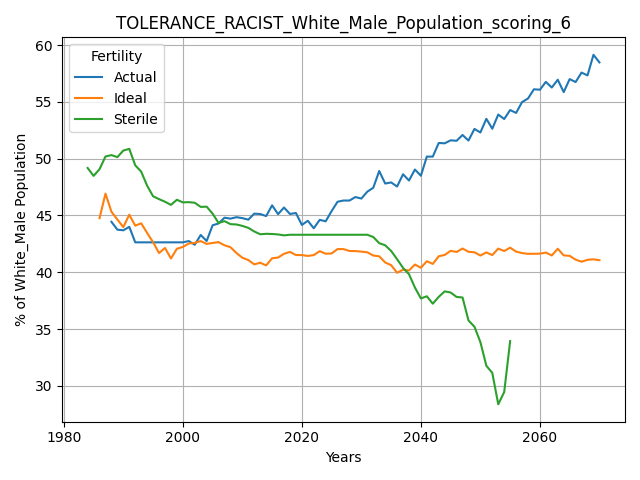 TOLERANCE_RACIST_White_Male_Population_scoring_6
% of White_Male Population
60
55
50
45
40
35
30
Fertility
Actual
Ideal
Sterile
1980
2000
2020
2040
2060
Years